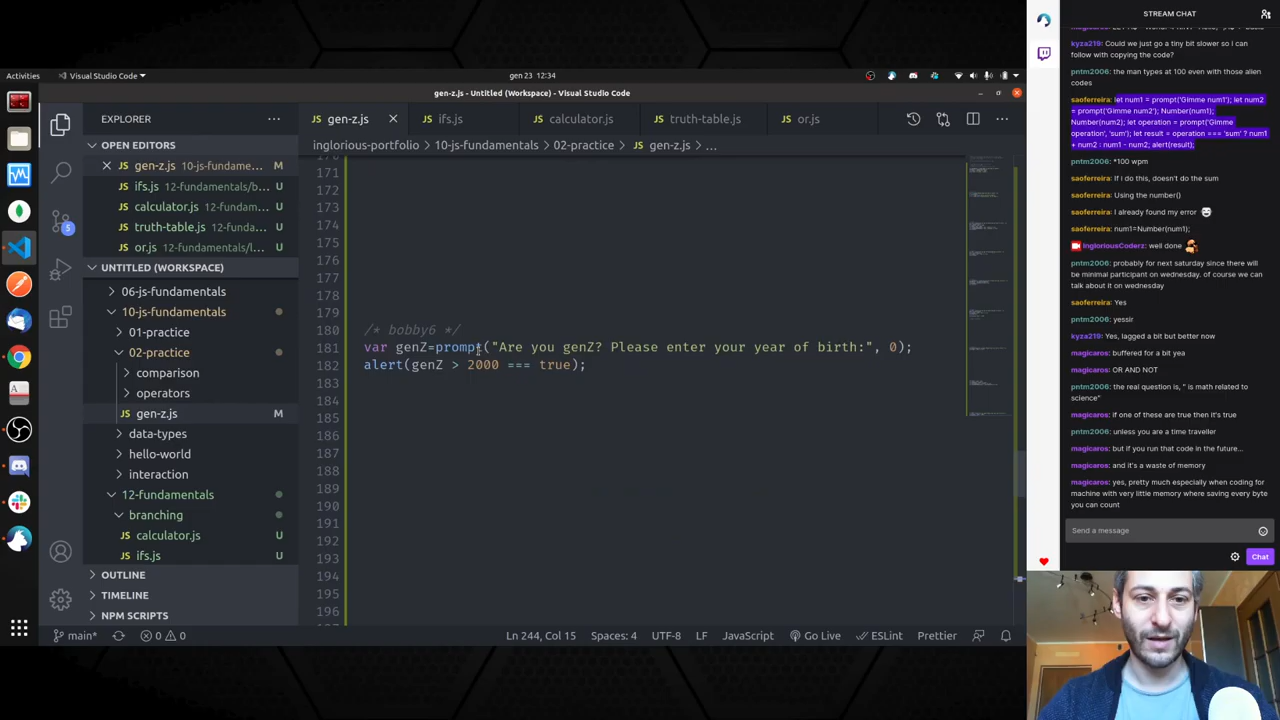 Activities
Visual Studio Code
gen 23 12:34
gen-z.js - Untitled (Workspace) - Visual Studio Code
EXPLORER
OPEN EDITORS
gen-z.js 10-js-fundame... M
ifs.js 12-fundamentals/b... U
calculator.js 12-fundam... U
truth-table.js 12-funda... U
or.js 12-fundamentals/l... U
UNTITLED (WORKSPACE)
06-js-fundamentals
10-js-fundamentals
01-practice
02-practice
comparison
operators
gen-z.js M
data-types
hello-world
interaction
12-fundamentals
branching
calculator.js U
ifs.js U
OUTLINE
TIMELINE
NPM SCRIPTS
5
gen-z.js M
calculator.js U
truth-table.js U
or.js U
inglorious-portfolio > 10-js-fundamentals > 02-practice > JS gen-z.js > ...
171
172
173
174
175
176
177
178
179
180 /* bobby6 */
181 var genZ=prompt("Are you genZ? Please enter your year of birth:", 0);
182 alert(genZ > 2000 === true);
183
184
185
186
187
188
189
190
191
192
193
194
195
196
main*
0 0
Ln 244, Col 15 Spaces: 4 UTF-8 LF JavaScript Go Live ESLint Prettier
STREAM CHAT
kyza219: Could we just go a tiny bit slower so I can
follow with copying the code?
pntm2006: the man types at 100 even with those alien
codes
saoferreira: let num1 = prompt('Gimme num1'); let num2
= prompt('Gimme num2'); Number(num1);
Number(num2); let operation = prompt('Gimme
operation', 'sum'); let result = operation === 'sum' ? num1
+ num2 : num1 - num2; alert(result);
pntm2006: *100 wpm
saoferreira: If i do this, doesn't do the sum
saoferreira: Using the number()
saoferreira: I already found my error
saoferreira: num1=Number(num1);
IngloriousCoderz: well done
pntm2006: probably for next saturday since there will
be minimal participant on wednesday. of course we can
talk about it on wednesday
saoferreira: Yes
pntm2006: yessir
kyza219: Yes, lagged a bit but better now
magicaros: buffered for a bit yea
magicaros: OR AND NOT
pntm2006: the real question is, " is math related to
science"
magicaros: if one of these are true then it's true
pntm2006: unless you are a time traveller
magicaros: but if you run that code in the future...
magicaros: and it's a waste of memory
magicaros: yes, pretty much especially when coding for
machine with very little memory where saving every byte
you can count
Send a message
Chat